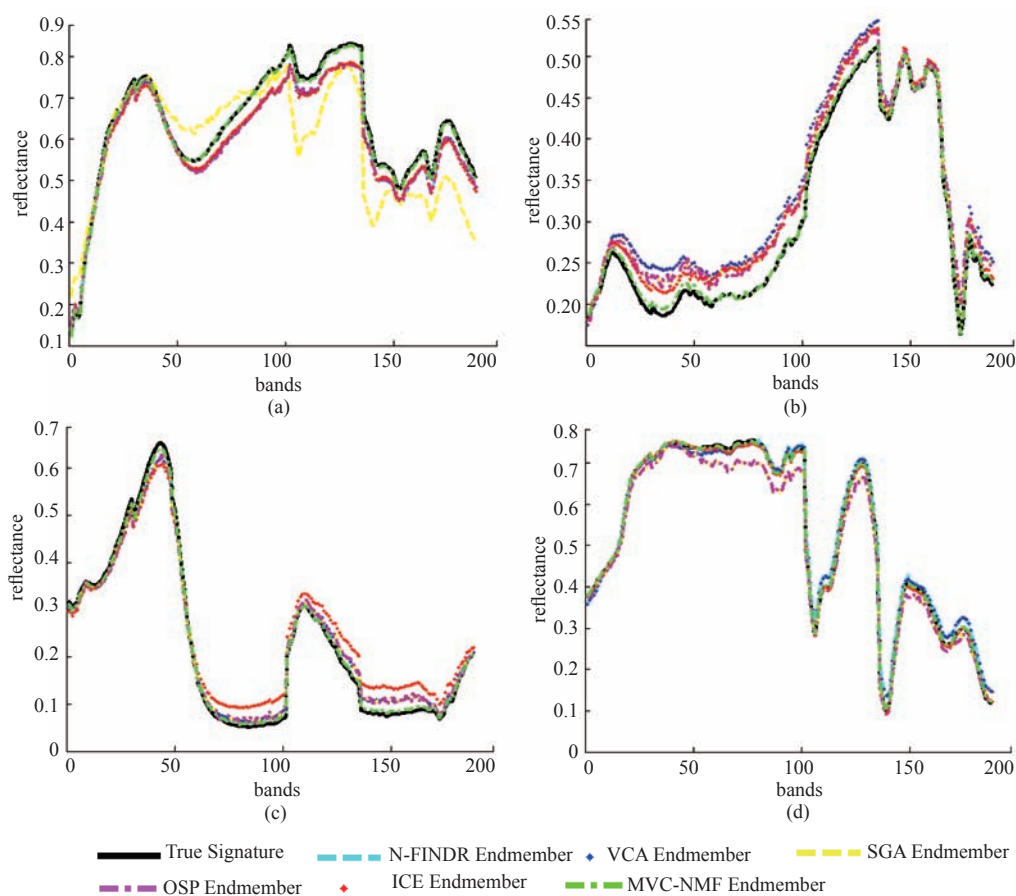 0.9
0.8
0.7
0.6
0.5
0.4
0.3
0.2
0.1
reflectance
0 50 100 150 200
bands
(a)
0.55
0.50
0.45
0.40
0.35
0.30
0.25
0.20
reflectance
0 50 100 150 200
bands
(b)
0.7
0.6
0.5
0.4
0.3
0.2
0.1
0
reflectance
0 50 100 150 200
bands
(c)
0.8
0.7
0.6
0.5
0.4
0.3
0.2
0.1
0
reflectance
0 50 100 150 200
bands
(d)
True Signature N-FINDR Endmember VCA Endmember SGA Endmember
OSP Endmember ICE Endmember MVC-NMF Endmember